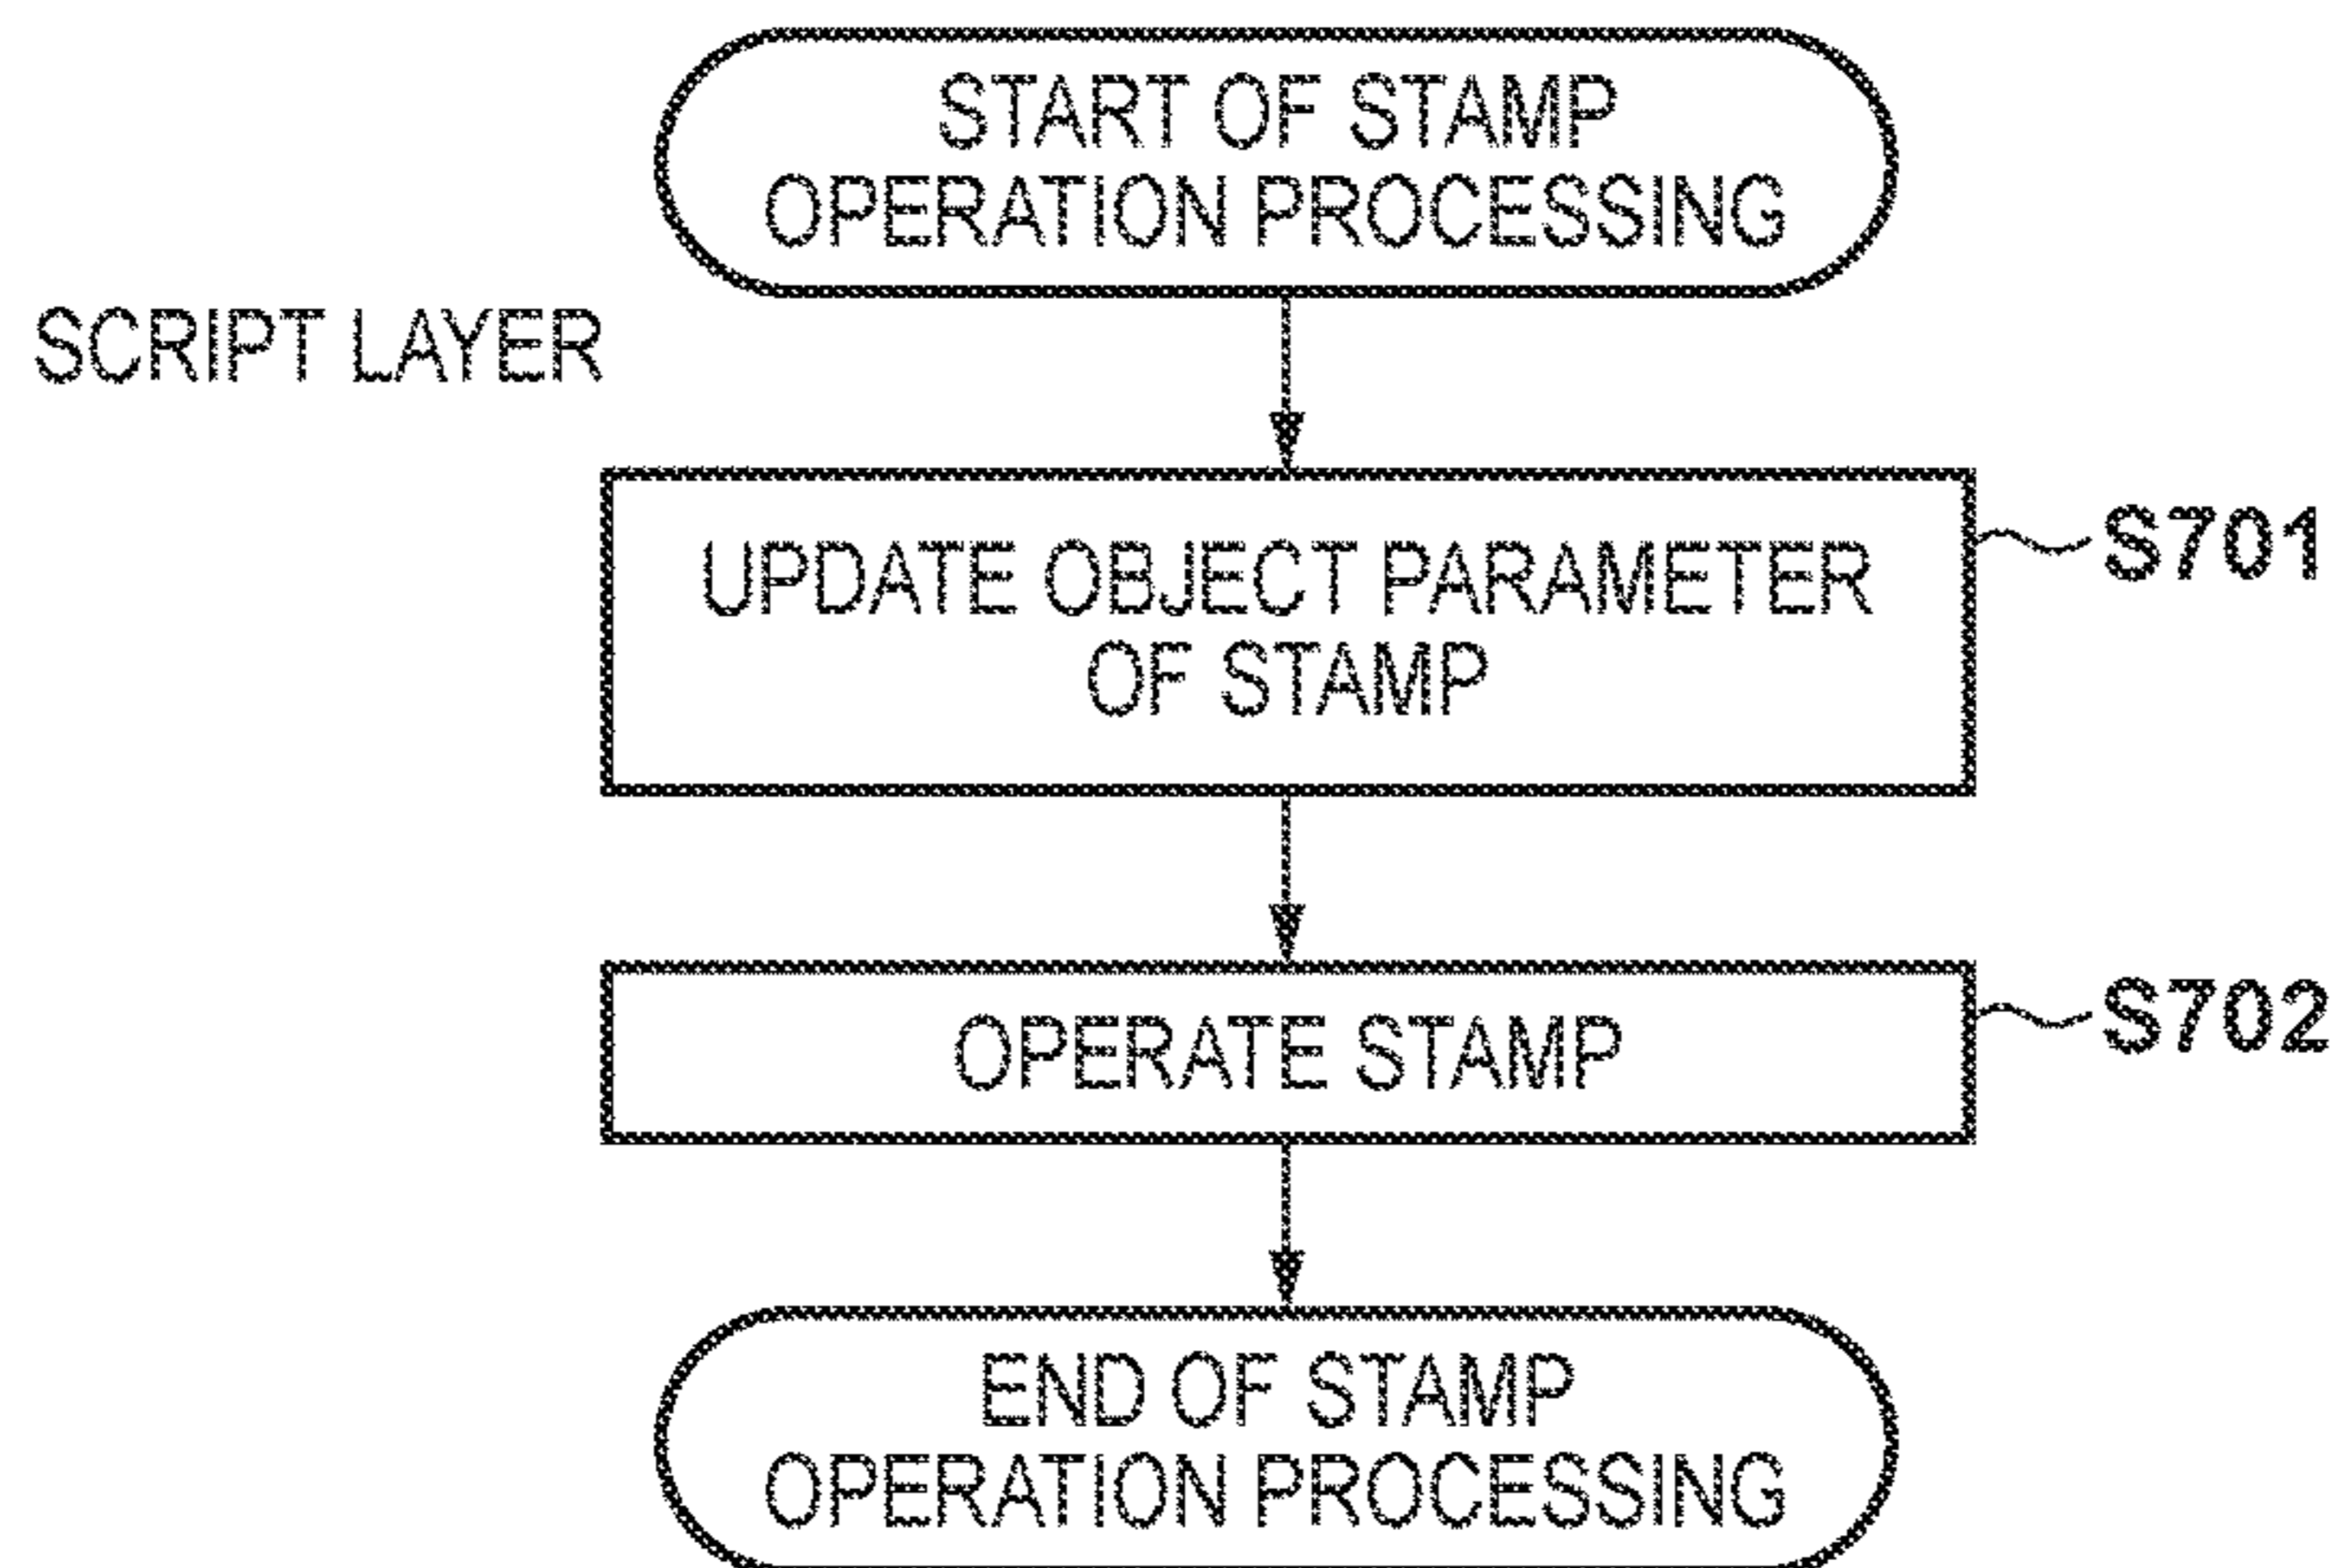 START OF STAMP
OPERATION PROCESSING
SCRIPT LAYER
UPDATE OBJECT PARAMETER
OF STAMP
S701
OPERATE STAMP
S702
END OF STAMP
OPERATION PROCESSING